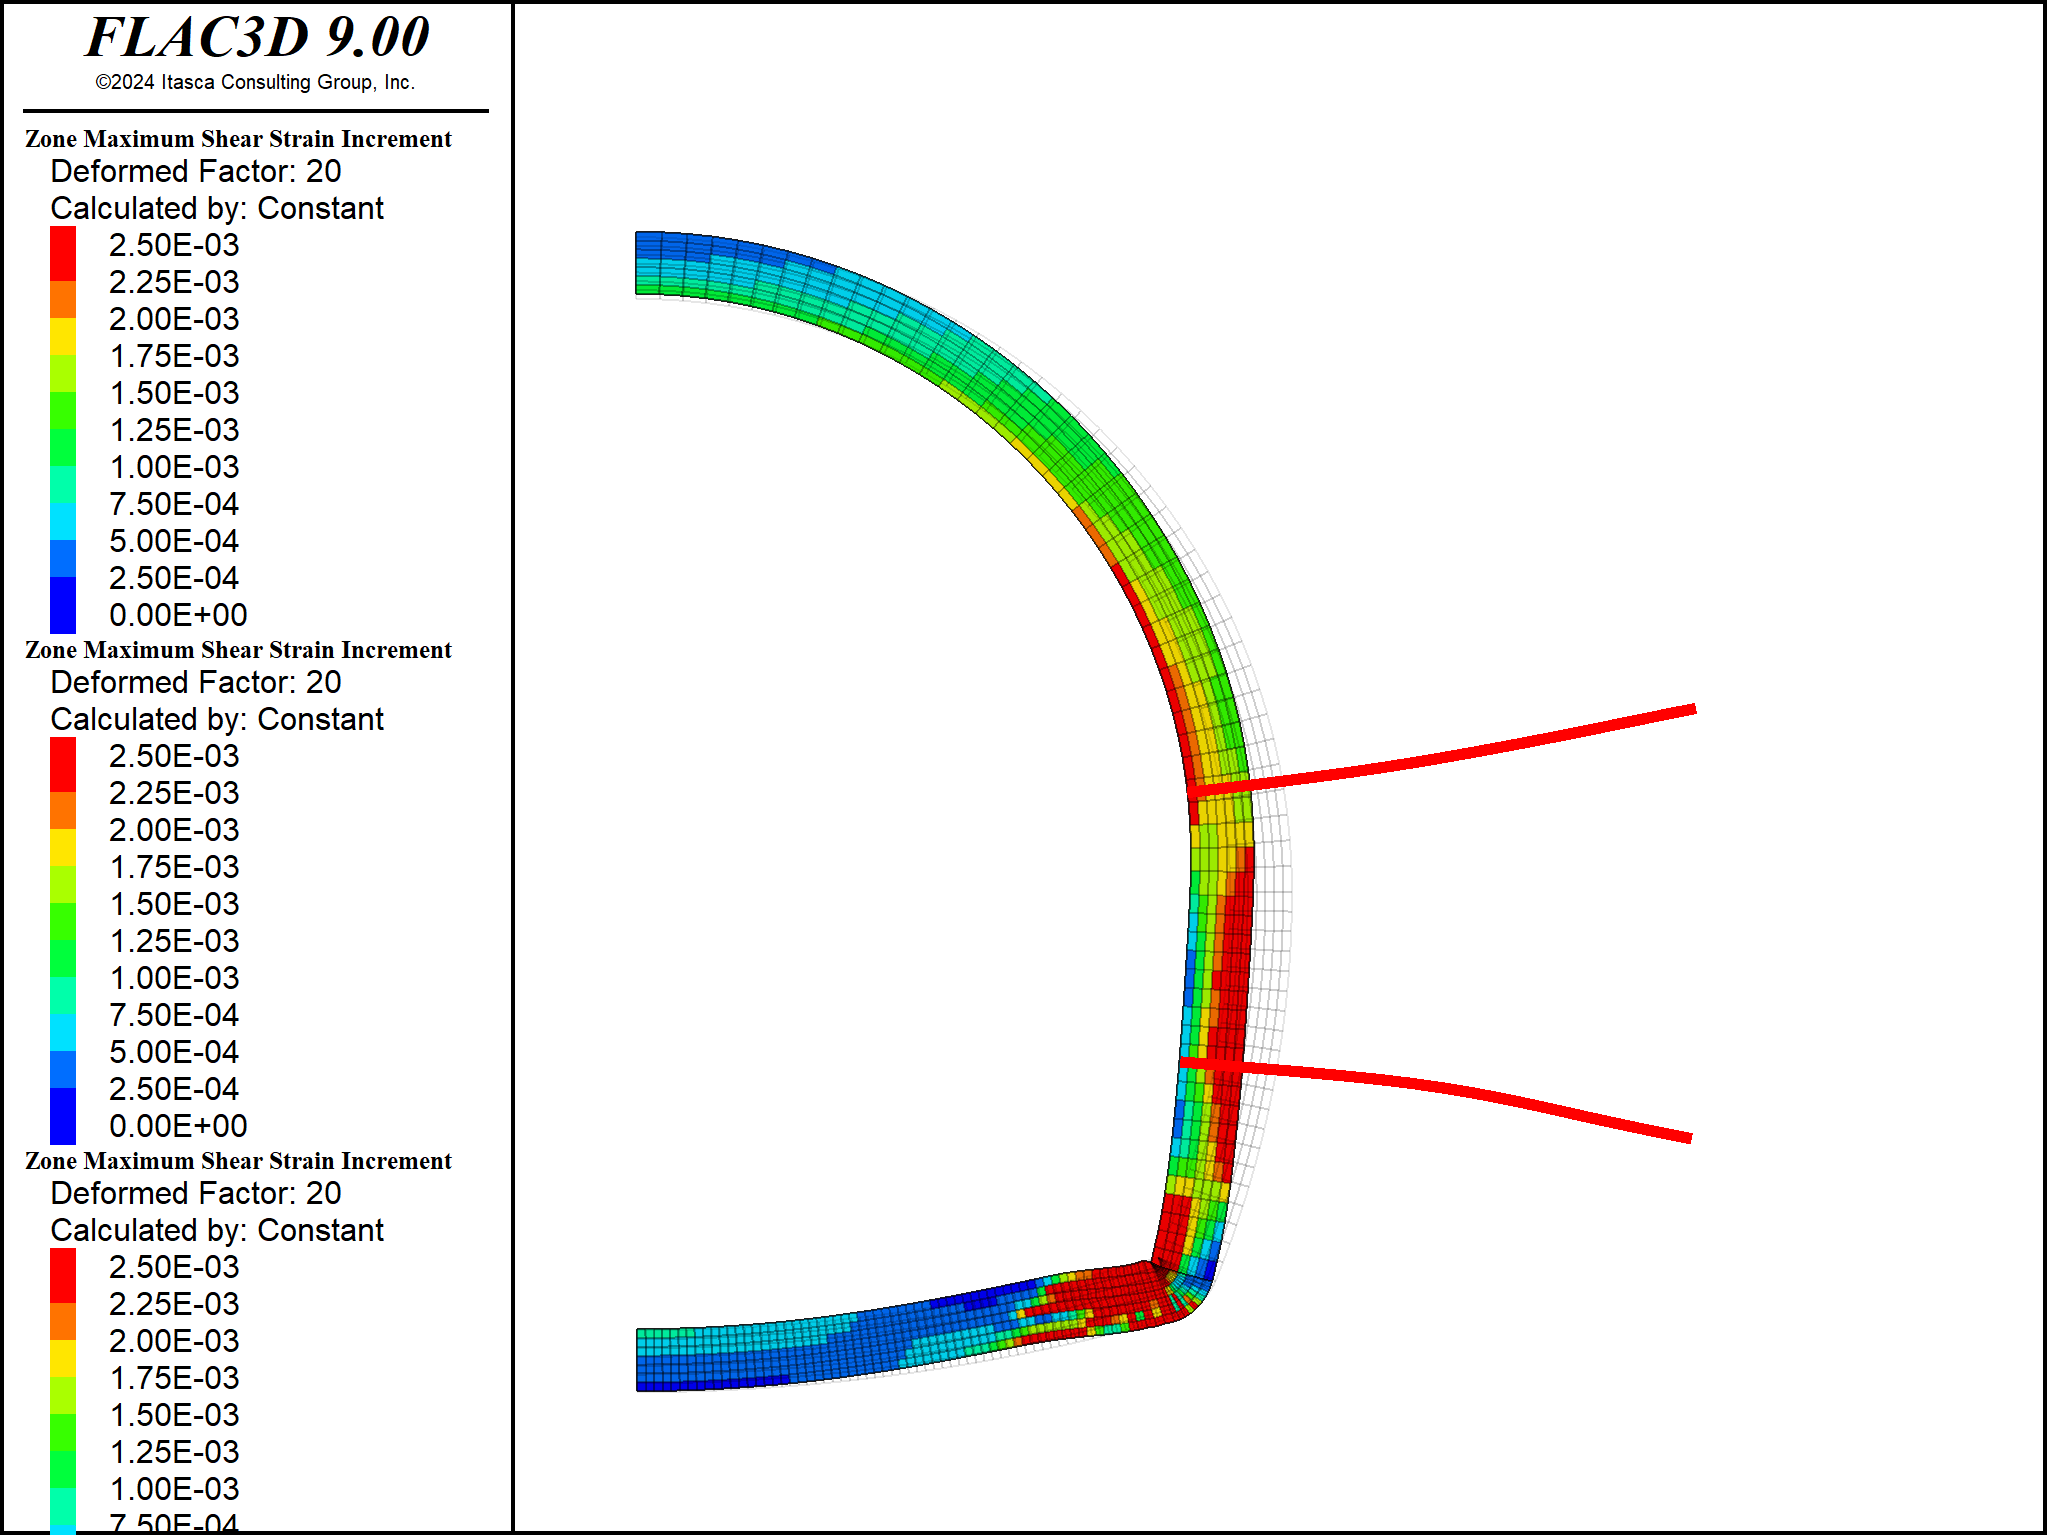 FLAC3D 9.00
©2024 Itasca Consulting Group, Inc.
Zone Maximum Shear Strain Increment
Deformed Factor: 20
Calculated by: Constant
2.50E-03
2.25E-03
2.00E-03
1.75E-03
1.50E-03
1.25E-03
1.00E-03
7.50E-04
5.00E-04
2.50E-04
0.00E+00
Zone Maximum Shear Strain Increment
Deformed Factor: 20
Calculated by: Constant
2.50E-03
2.25E-03
2.00E-03
1.75E-03
1.50E-03
1.25E-03
1.00E-03
7.50E-04
5.00E-04
2.50E-04
0.00E+00
Zone Maximum Shear Strain Increment
Deformed Factor: 20
Calculated by: Constant
2.50E-03
2.25E-03
2.00E-03
1.75E-03
1.50E-03
1.25E-03
1.00E-03
7.50E-04